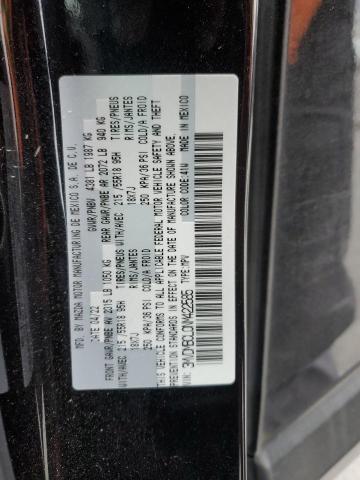 MFD. BY MAZDA MOTOR MANUFACTURING DE MEXICO S.A. DE C.V.
DATE 04/22 GVWR/PNBV 4381 LB 1987 KG
FRONT GAWR/PNBE AV 2315 LB 1050 KG REAR GAWR/PNBE AR 2072 LB 940 KG
WITH/AVEC 215/55R18 95H TIRES/PNEUS WITH/AVEC 215/55R18 95H TIRES/PNEUS
18X7J RIMS/JANTES 18X7J RIMS/JANTES
250 KPA/36 PSI COLD/A FROID 250 KPA/36 PSI COLD/A FROID
THIS VEHICLE CONFORMS TO ALL APPLICABLE FEDERAL MOTOR VEHICLE SAFETY AND THEFT
PREVENTION STANDARDS IN EFFECT ON THE DATE OF MANUFACTURE SHOWN ABOVE.
VIN: TYPE: MPV COLOR CODE: 41W MADE IN MEXICO